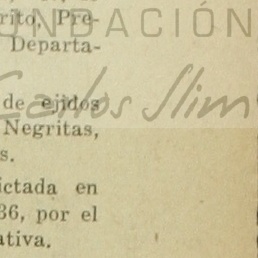 rito, Pre-
Departa-
de ejidos
Negritas,
s.
ictada en
36, por el
ativa.
FUNDACIÓN
Carlos Slim